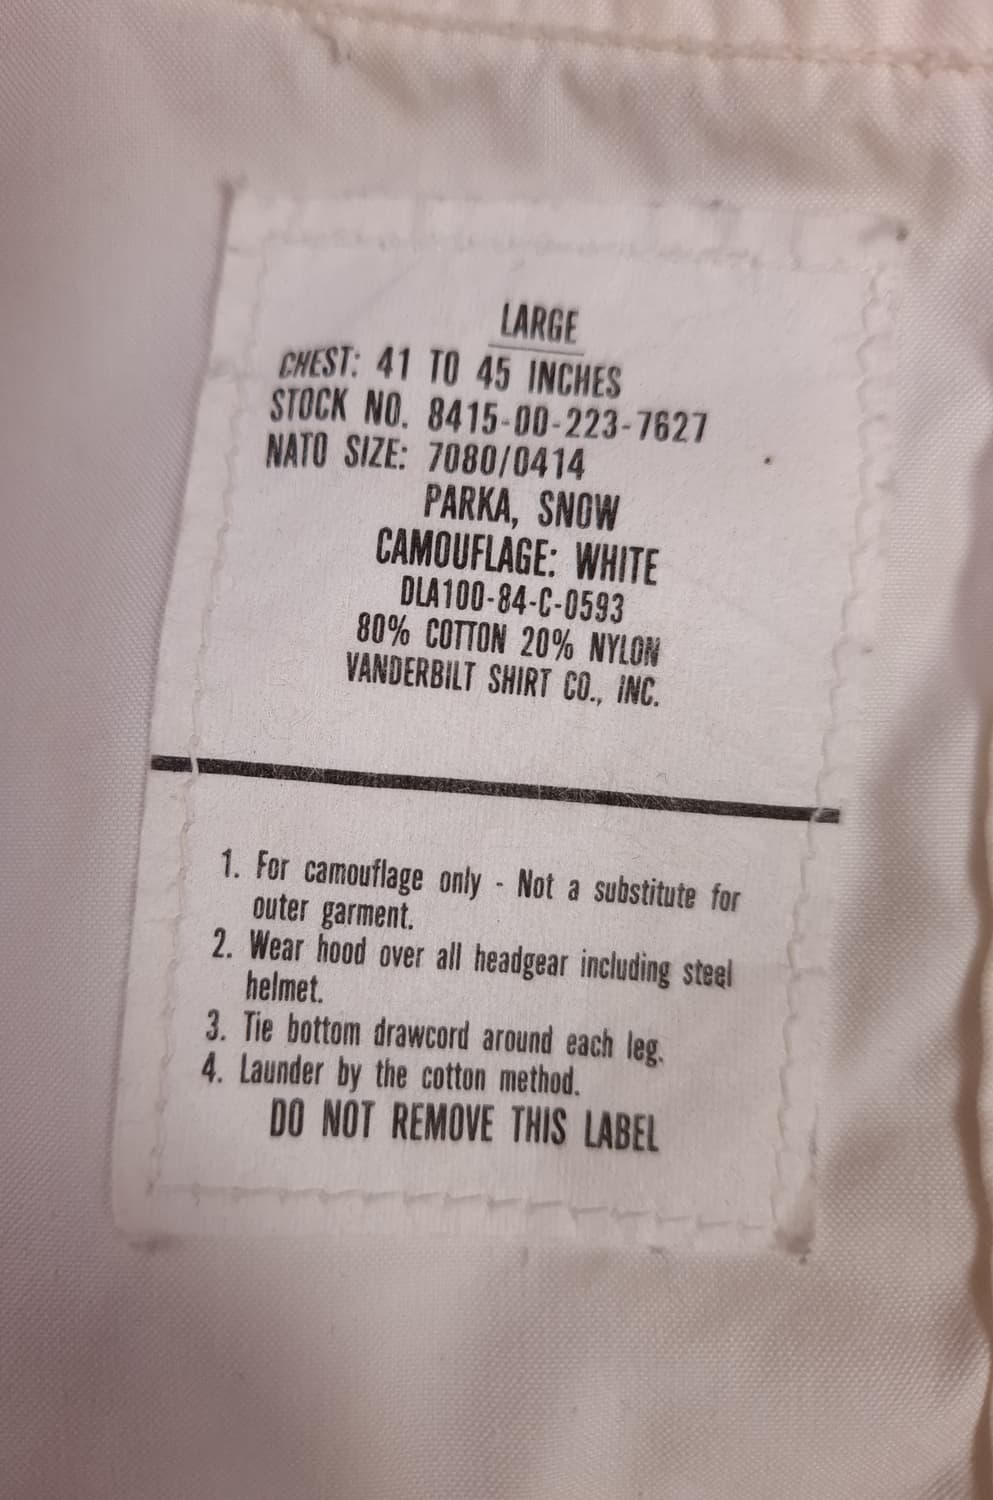 LARGE
CHEST: 41 TO 45 INCHES
STOCK NO. 8415-00-223-7627
NATO SIZE: 7080/0414
PARKA, SNOW
CAMOUFLAGE: WHITE
DLA100-84-C-0593
80% COTTON 20% NYLON
VANDERBILT SHIRT CO., INC.
1. For camouflage only - Not a substitute for
outer garment.
2. Wear hood over all headgear including steel
helmet.
3. Tie bottom drawcord around each leg.
4. Launder by the cotton method.
DO NOT REMOVE THIS LABEL